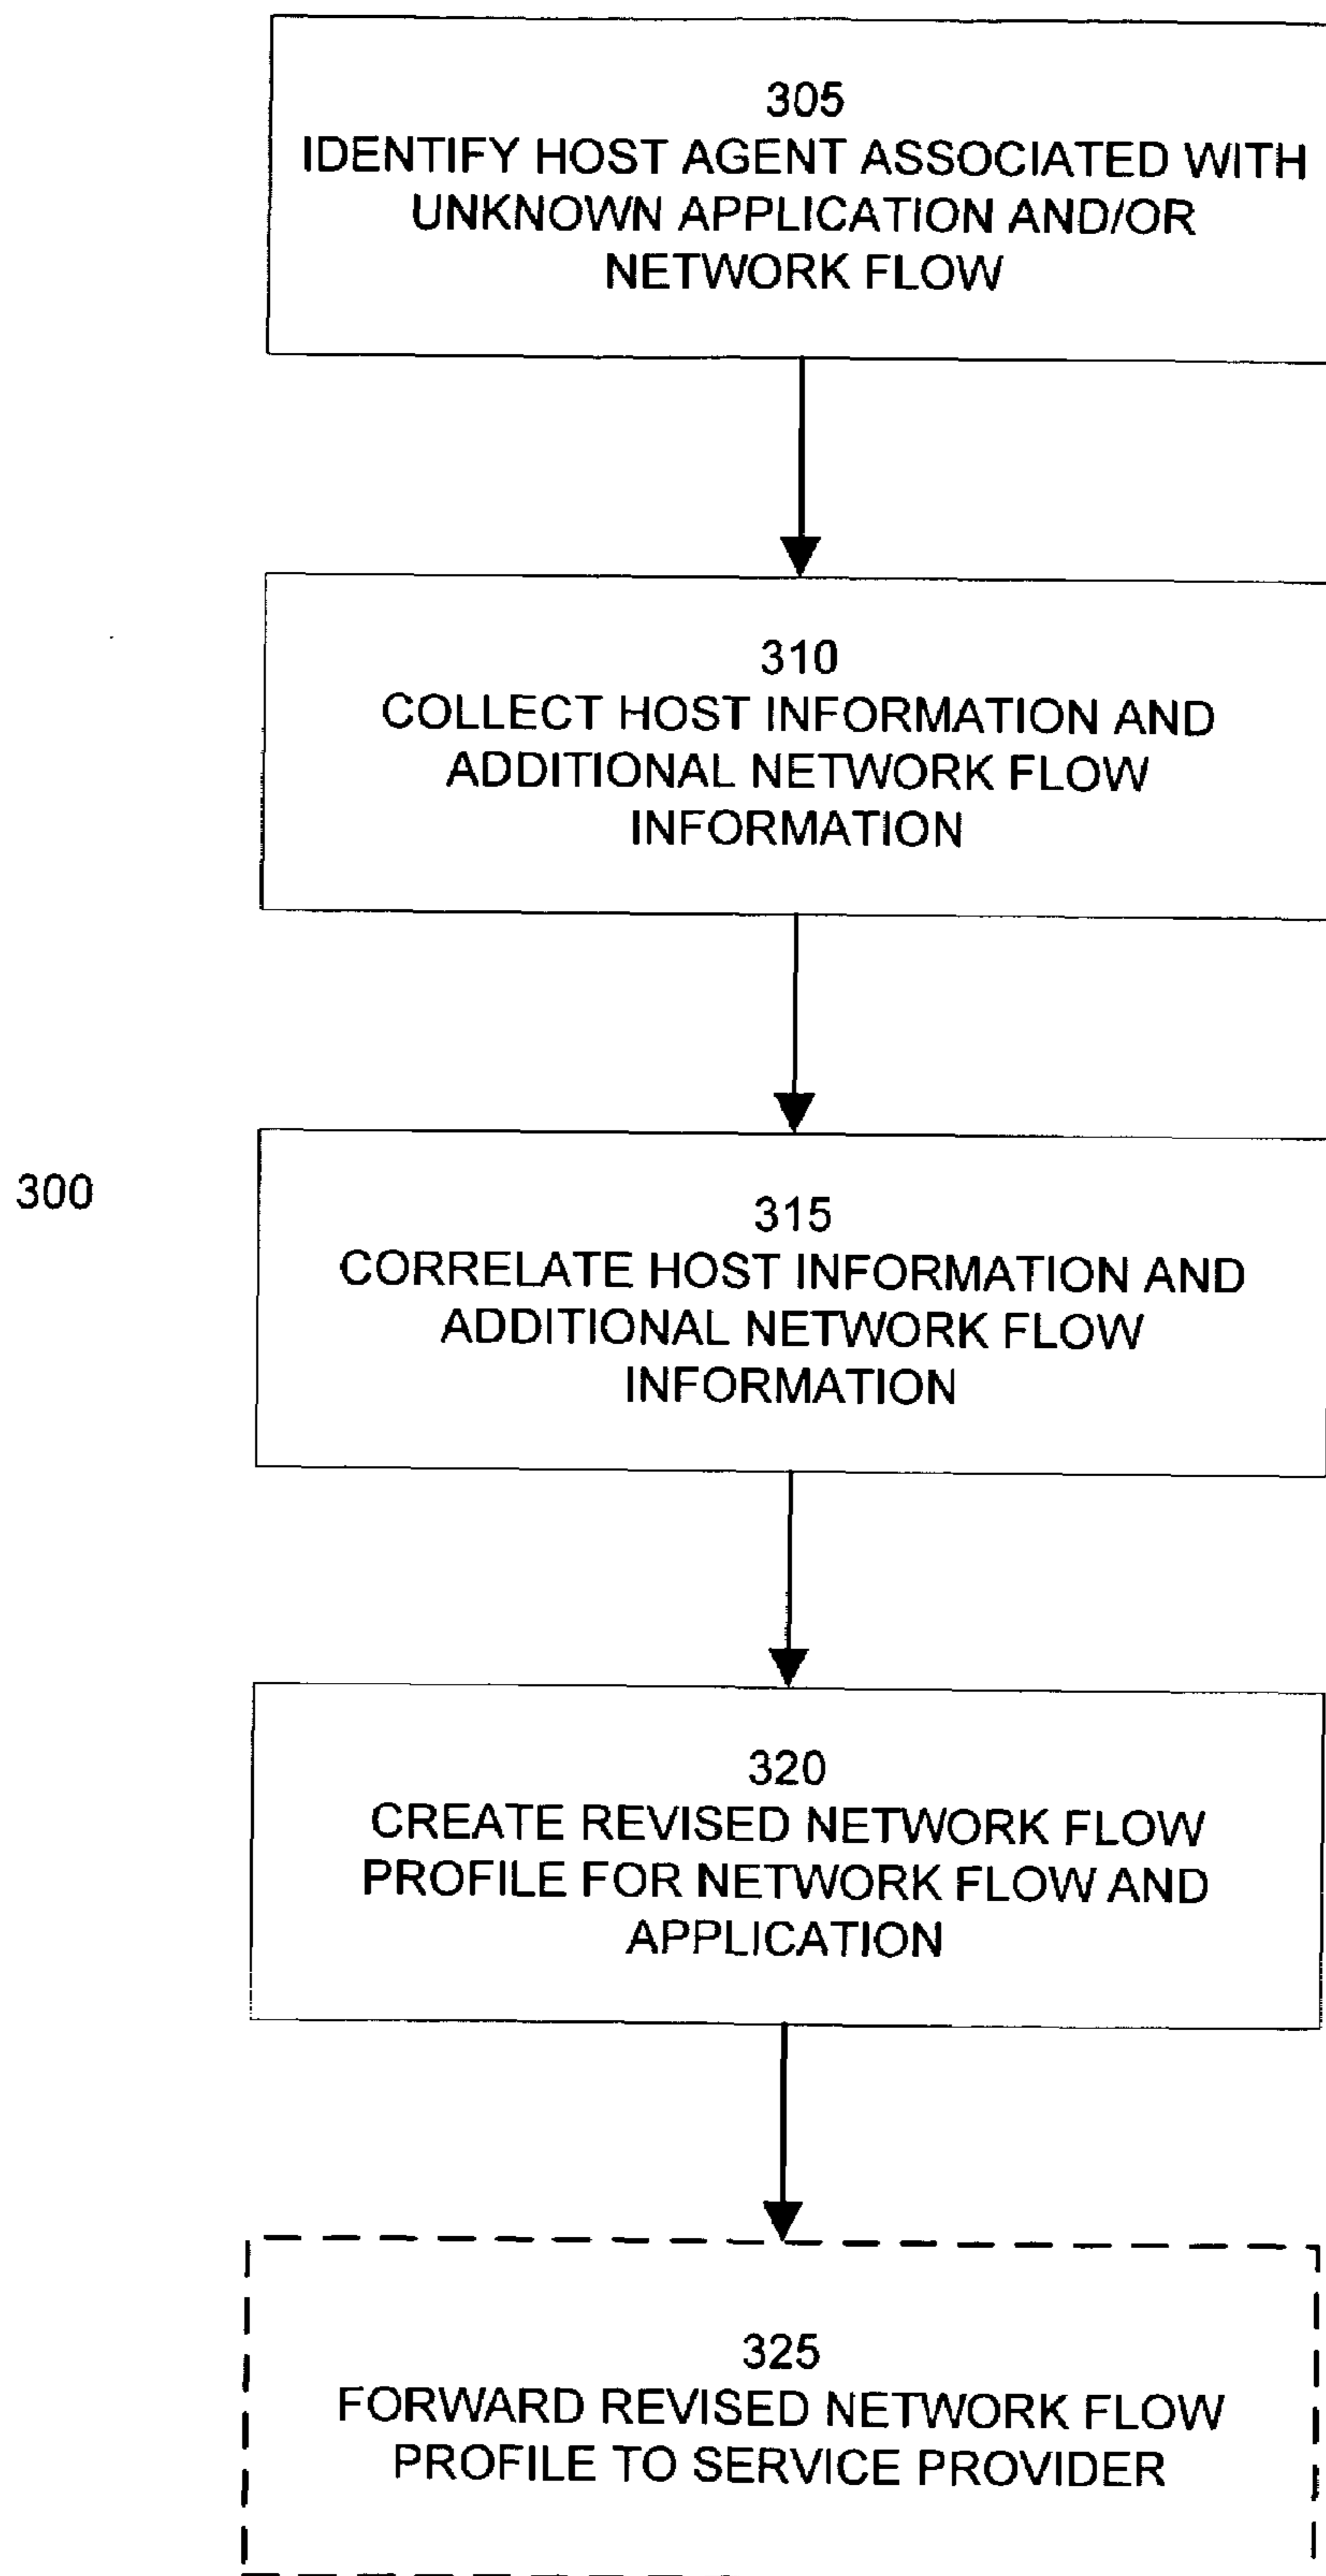 305
IDENTIFY HOST AGENT ASSOCIATED WITH
UNKNOWN APPLICATION AND/OR
NETWORK FLOW
310
COLLECT HOST INFORMATION AND
ADDITIONAL NETWORK FLOW
INFORMATION
300
315
CORRELATE HOST INFORMATION AND
ADDITIONAL NETWORK FLOW
INFORMATION
320
CREATE REVISED NETWORK FLOW
PROFILE FOR NETWORK FLOW AND
APPLICATION
325
FORWARD REVISED NETWORK FLOW
PROFILE TO SERVICE PROVIDER